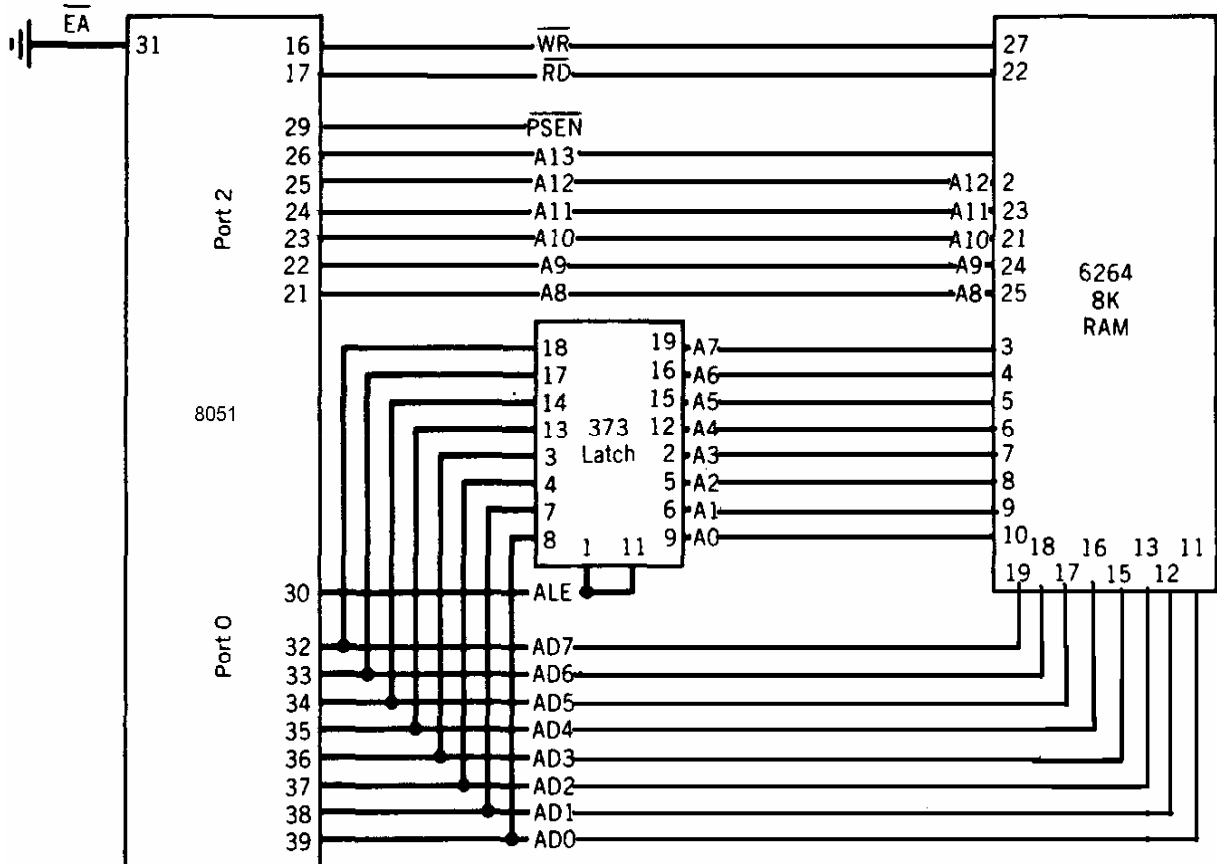 EA
31
16 WR 27
17 RD 22
29 PSEN
26 A13
25 A12 A12 2
24 A11 A11 23
23 A10 A10 21
22 A9 A9 24
21 A8 A8 25
Port 2
6264
8K
RAM
8051
18 19 A7 3
17 16 A6 4
14 15 A5 5
13 12 A4 6
3 2 A3 7
4 5 A2 8
7 6 A1 9
8 9 A0 10
373
Latch
1 11
18 16 13 11
19 17 15 12
30 ALE
Port 0
32 AD7
33 AD6
34 AD5
35 AD4
36 AD3
37 AD2
38 AD1
39 AD0